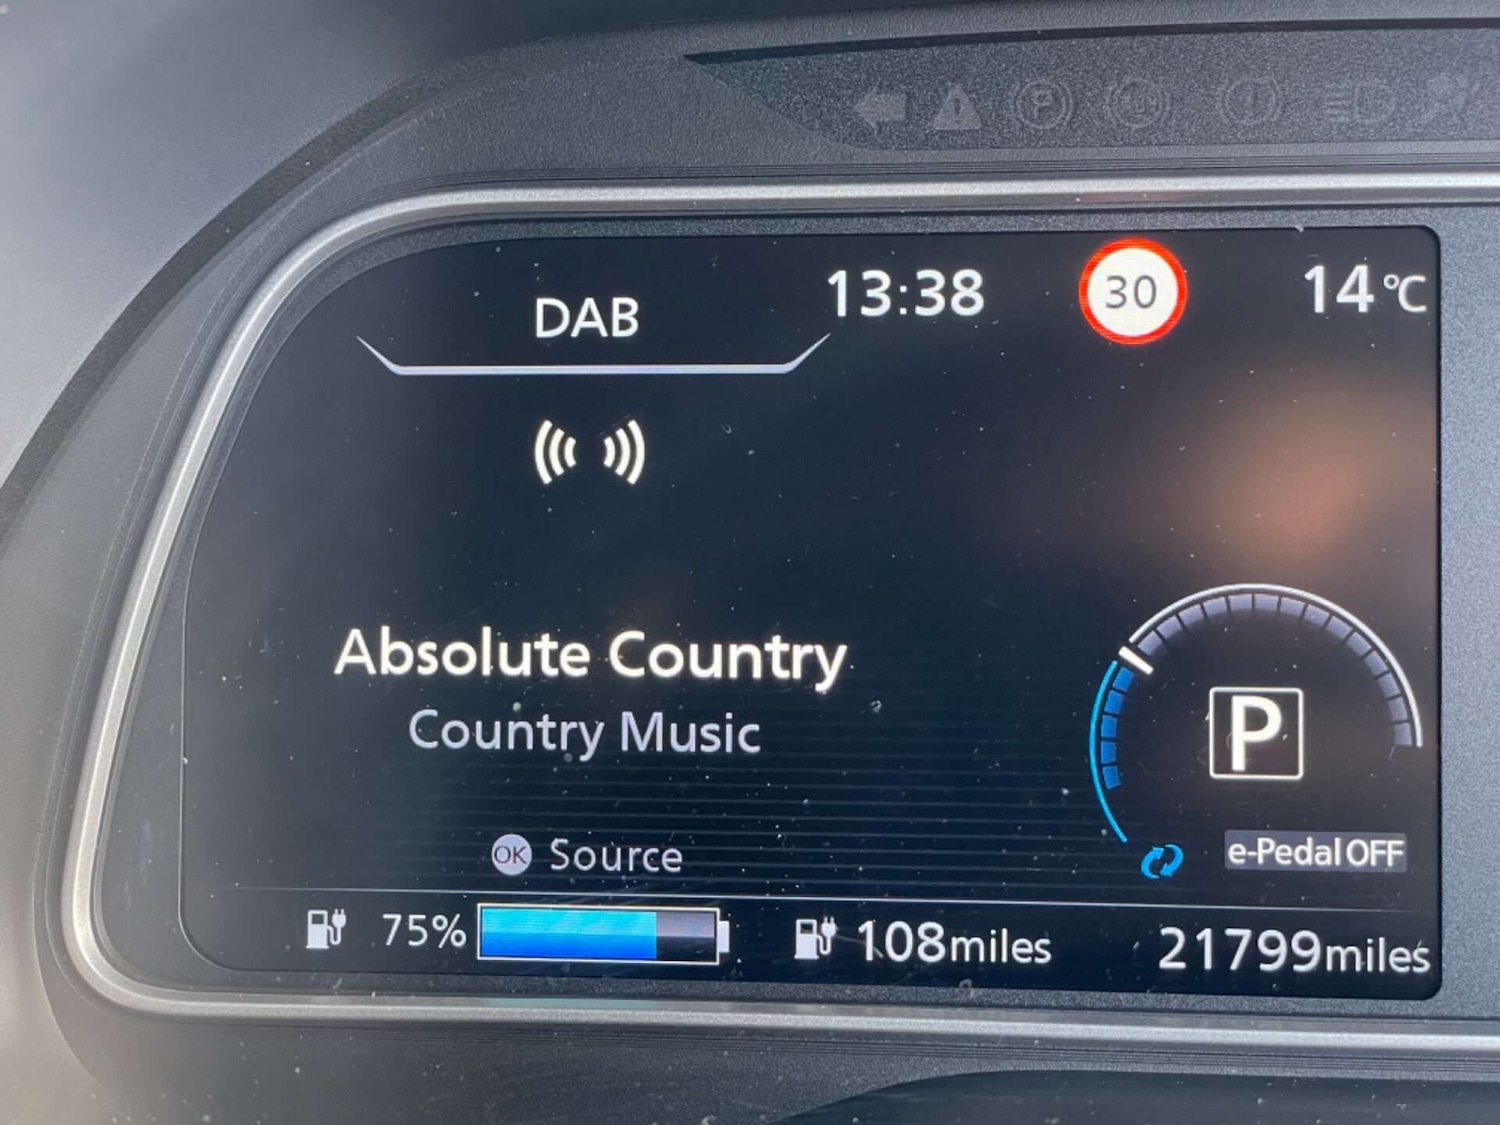 DAB
13:38
30
14°C
Absolute Country
Country Music
P
OK Source
e-Pedal OFF
75%
108miles
21799miles